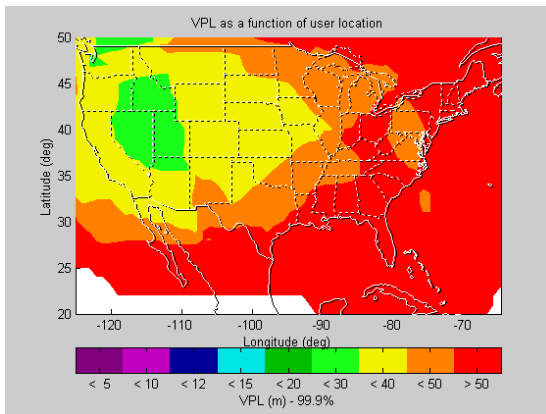 VPL as a function of user location
50
45
40
35
30
25
20
Latitude (deg)
-120 -110 -100 -90 -80 -70
Longitude (deg)
< 5 < 10 < 12 < 15 < 20 < 30 < 40 < 50 > 50
VPL (m) - 99.9%